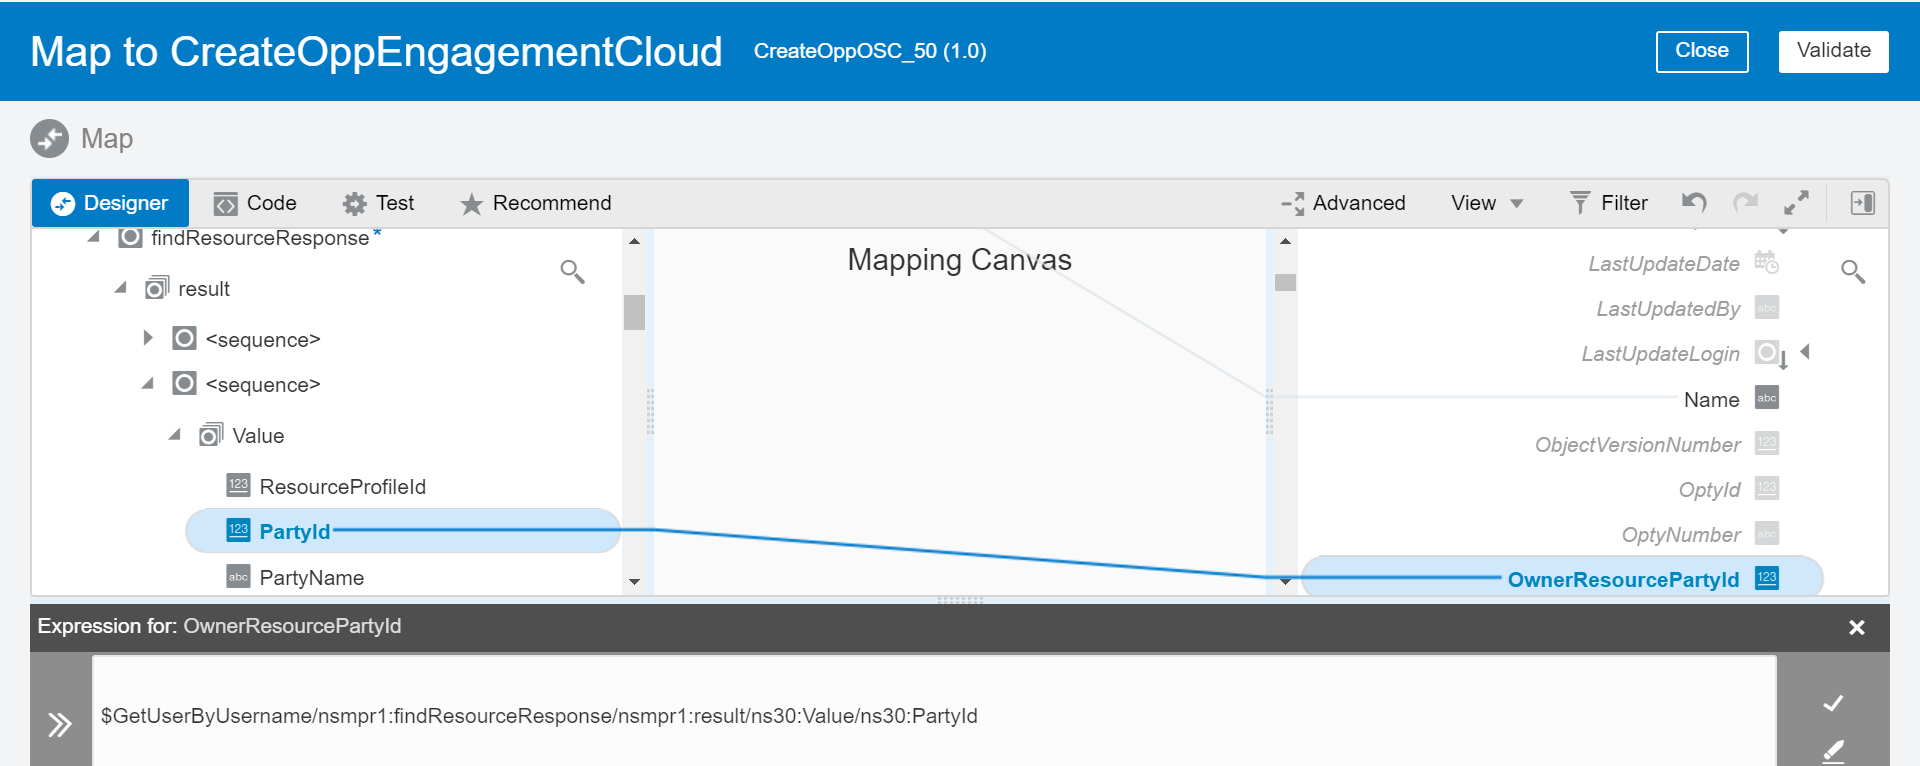 Map to CreateOppEngagementCloud CreateOppOSC_50 (1.0) Close Validate
Map
Designer Code Test Recommend Advanced View Filter
findResourceResponse *
result
<sequence>
<sequence>
Value
123 ResourceProfileId
123 PartyId
abc PartyName
Mapping Canvas
LastUpdateDate
LastUpdatedBy abc
LastUpdateLogin
Name abc
ObjectVersionNumber 123
OptyId 123
OptyNumber abc
OwnerResourcePartyId 123
Expression for: OwnerResourcePartyId
$GetUserByUsername/nsmpr1:findResourceResponse/nsmpr1:result/ns30:Value/ns30:PartyId